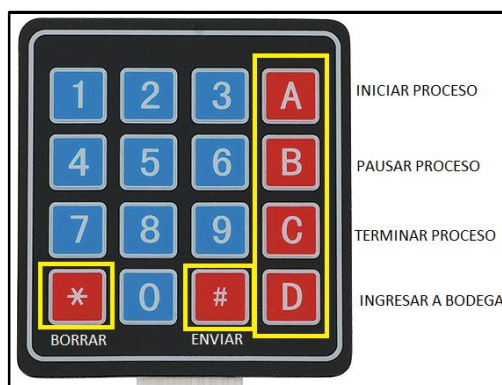 1 2 3 A INICIAR PROCESO
4 5 6 B PAUSAR PROCESO
7 8 9 C TERMINAR PROCESO
* 0 # D INGRESAR A BODEGA
BORRAR ENVIAR